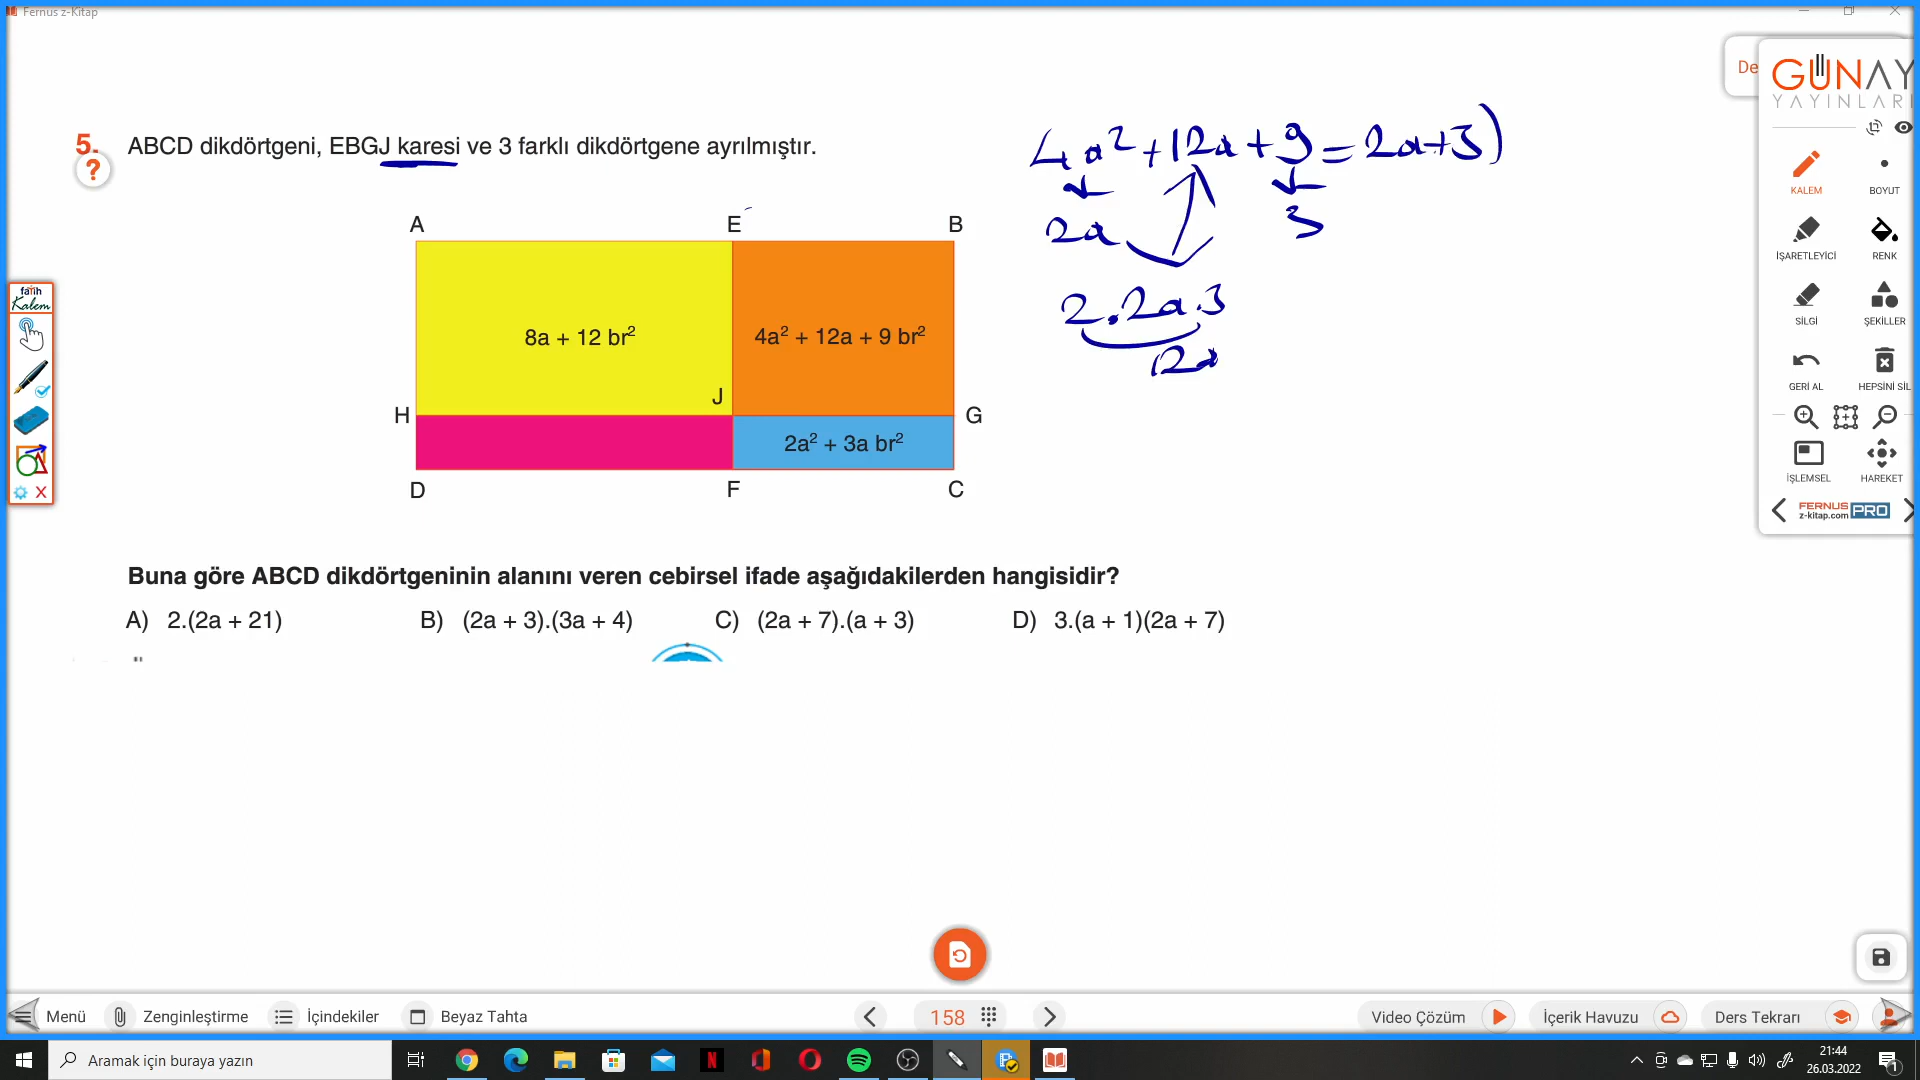 Fernus z-Kitap
De
GÜNAY
YAYINLARI
5. ABCD dikdörtgeni, EBGJ karesi ve 3 farklı dikdörtgene ayrılmıştır.
?
4a² + 12a + 9 = 2a+3)
2a
3
2.2a.3
12a
A E B
8a + 12 br²
4a² + 12a + 9 br²
J
H G
2a² + 3a br²
D F C
Buna göre ABCD dikdörtgeninin alanını veren cebirsel ifade aşağıdakilerden hangisidir?
A) 2.(2a + 21) B) (2a + 3).(3a + 4) C) (2a + 7).(a + 3) D) 3.(a + 1)(2a + 7)
fatih
Kalem
KALEM BOYUT
İŞARETLEYİCİ RENK
SİLGİ ŞEKİLLER
GERİ AL HEPSİNİ SİL
İŞLEMSEL HAREKET
FERNUS
z-kitap.com PRO
Menü Zenginleştirme İçindekiler Beyaz Tahta 158 Video Çözüm İçerik Havuzu Ders Tekrarı
Aramak için buraya yazın
21:44
26.03.2022
1